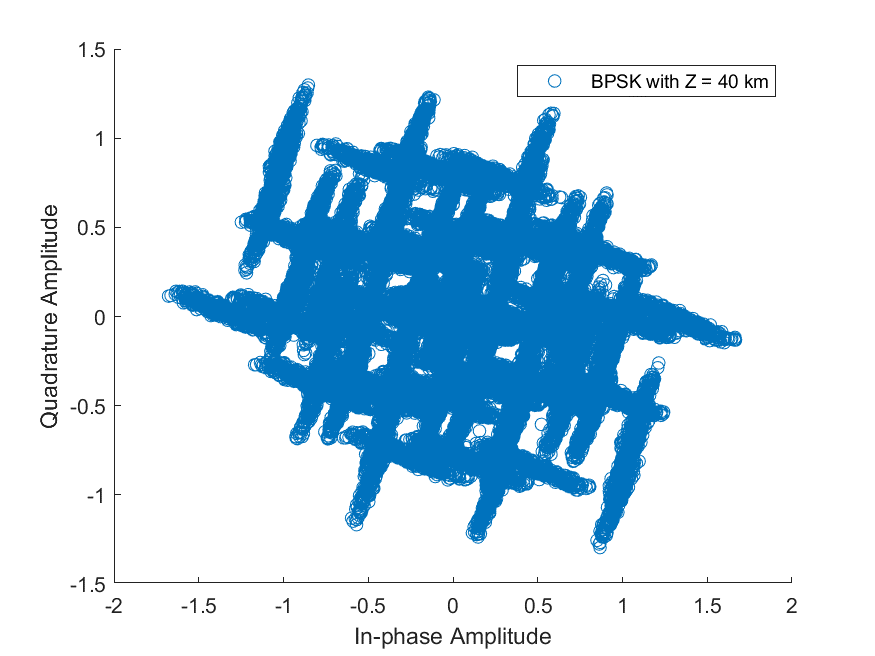 BPSK with Z = 40 km
1.5
1
0.5
0
-0.5
-1
-1.5
Quadrature Amplitude
-2 -1.5 -1 -0.5 0 0.5 1 1.5 2
In-phase Amplitude